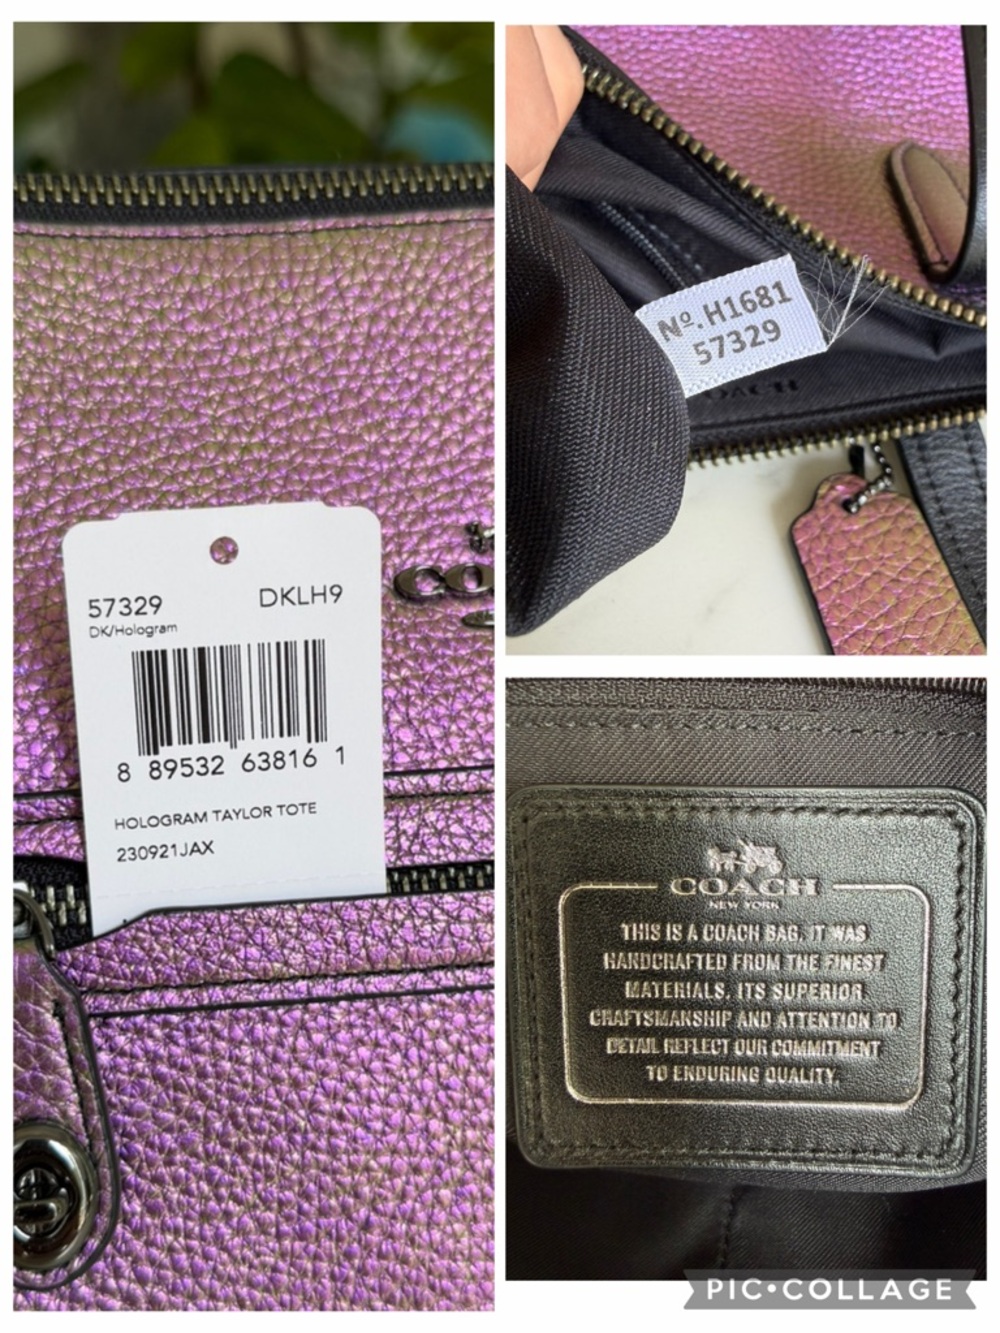 57329 DKLH9
DK/Hologram
8 89532 63816 1
HOLOGRAM TAYLOR TOTE
230921JAX
Nº.H1681
57329
COACH
NEW YORK
THIS IS A COACH BAG. IT WAS
HANDCRAFTED FROM THE FINEST
MATERIALS. ITS SUPERIOR
CRAFTSMANSHIP AND ATTENTION TO
DETAIL REFLECT OUR COMMITMENT
TO ENDURING QUALITY.
PIC•COLLAGE